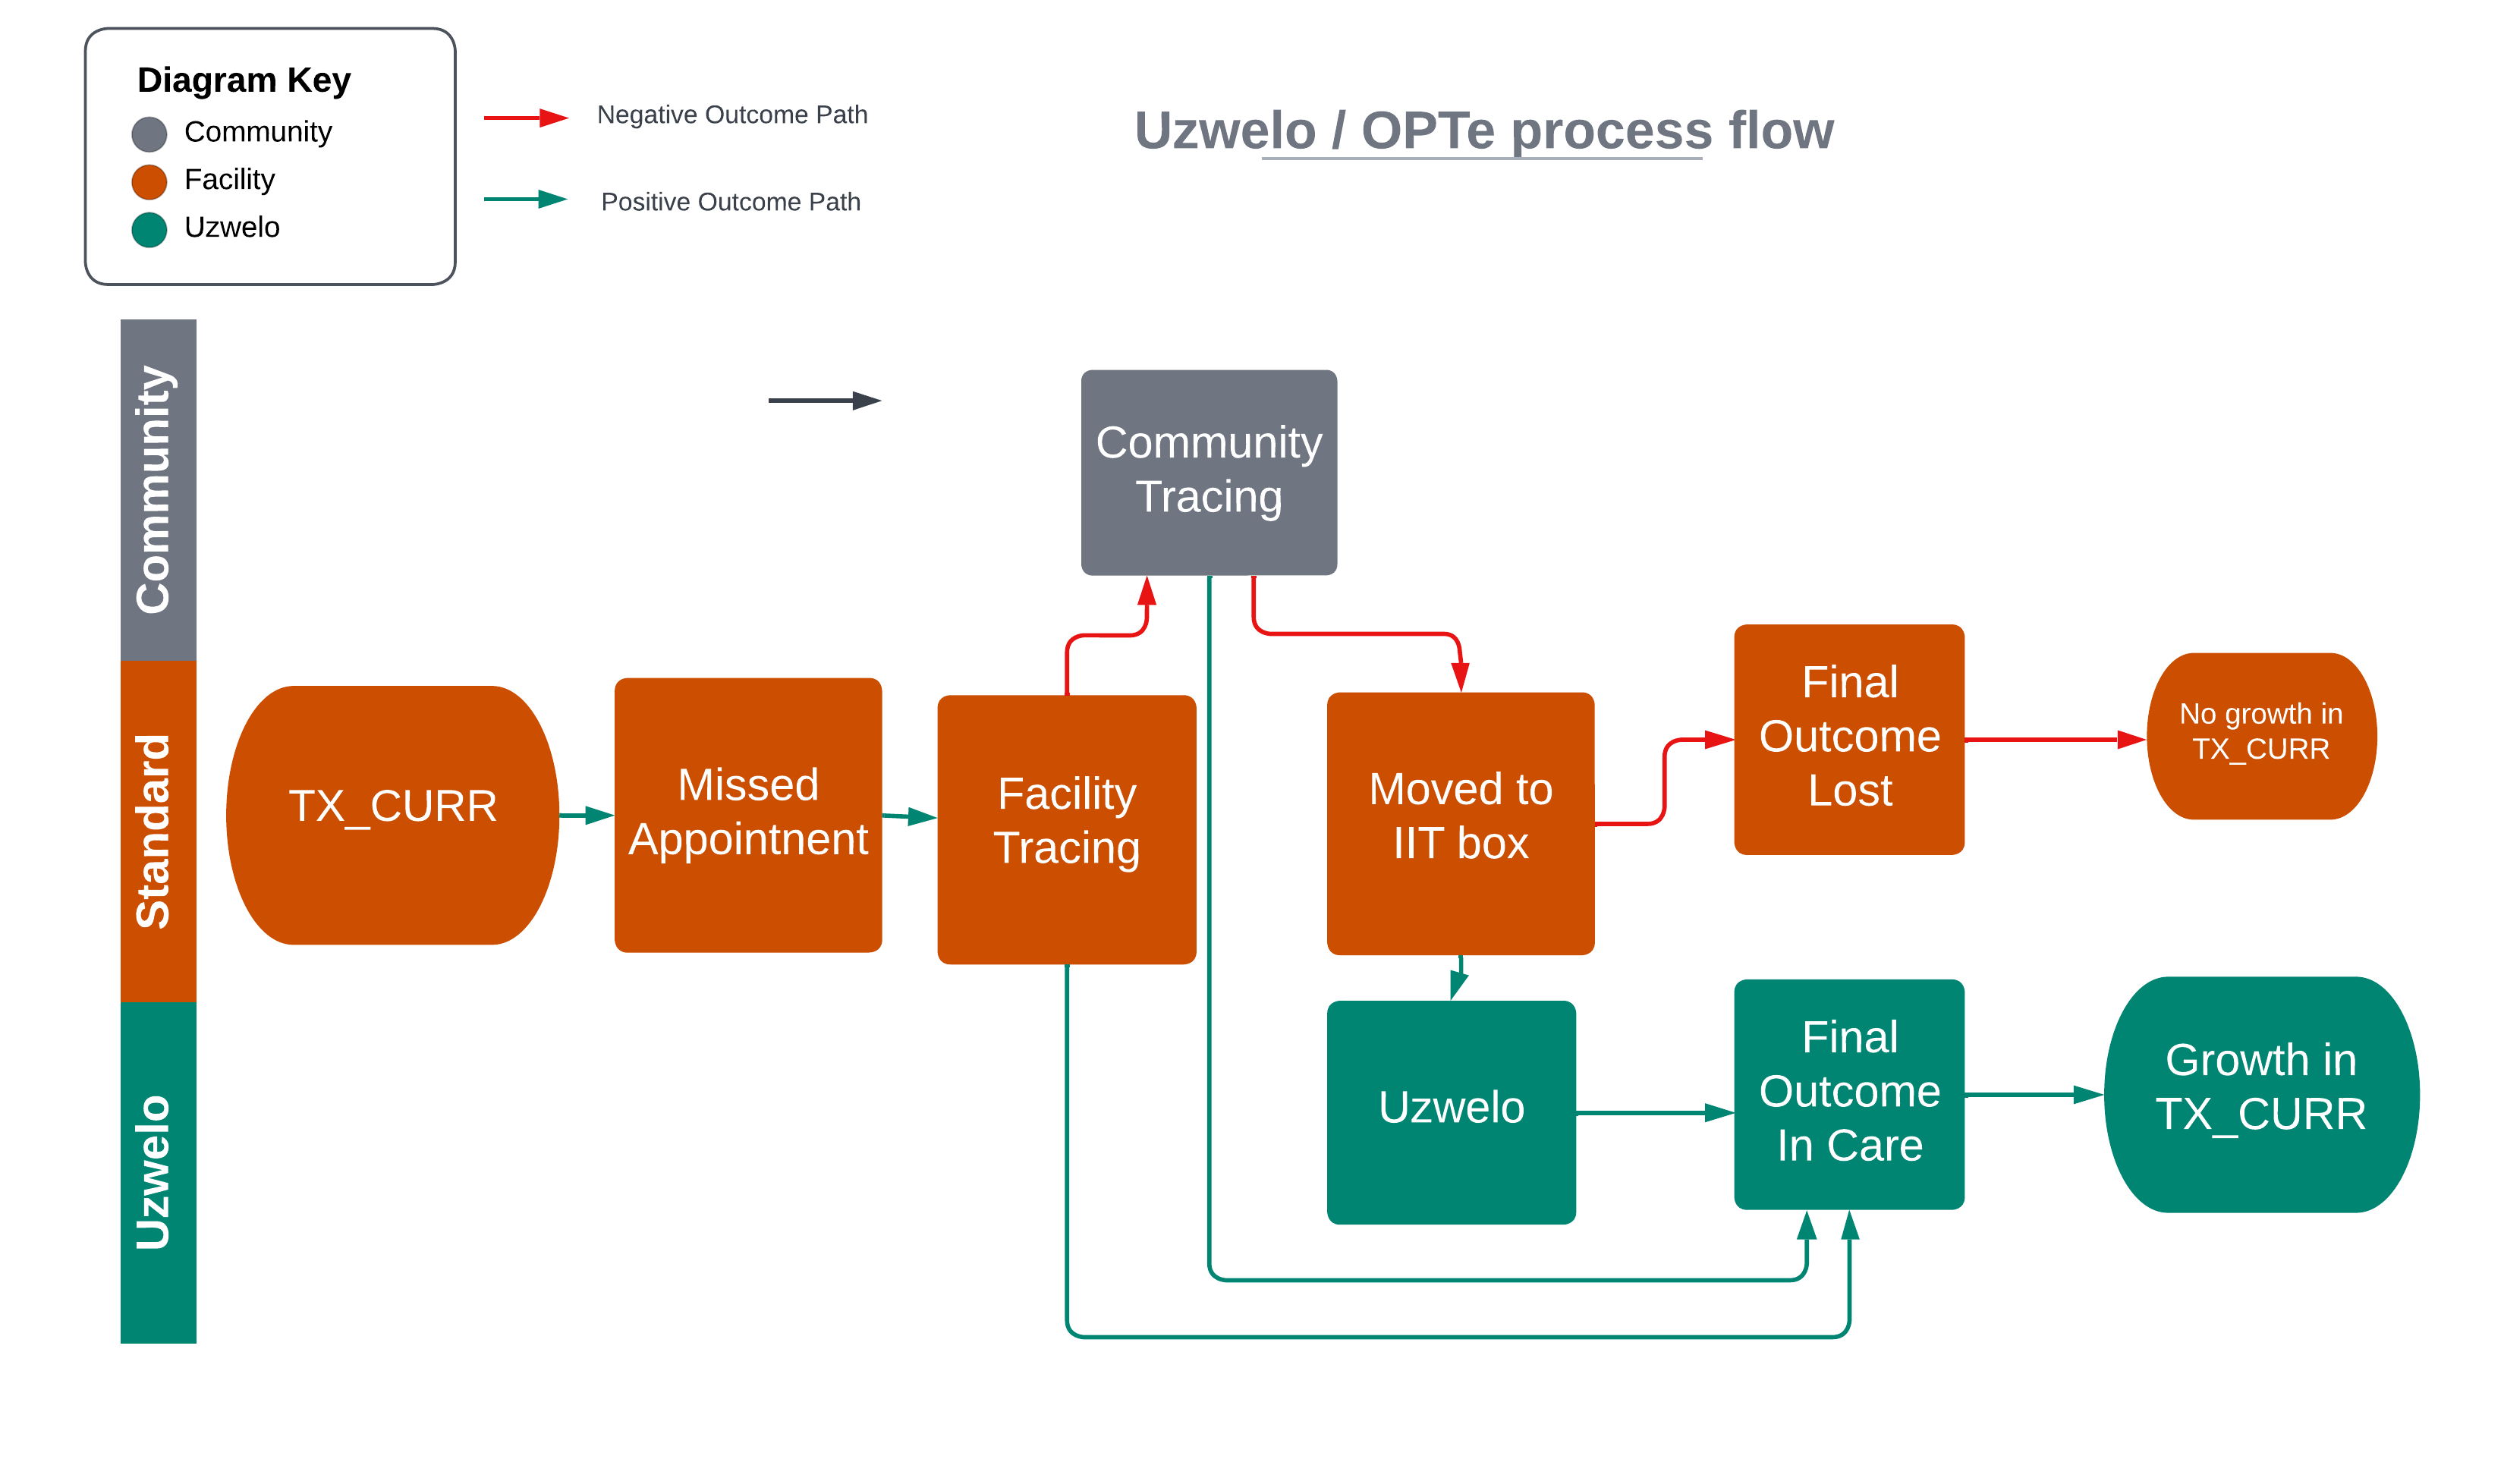 Diagram Key
Community
Facility
Uzwelo
Negative Outcome Path
Positive Outcome Path
Uzwelo / OPTe process flow
Community
Standard
Uzwelo
Community
Tracing
TX_CURR
Missed
Appointnent
Facility
Tracing
Moved to
IIT box
Final
Outcome
Lost
No growth in
TX_CURR
Uzwelo
Final
Outcome
In Care
Growth in
TX_CURR